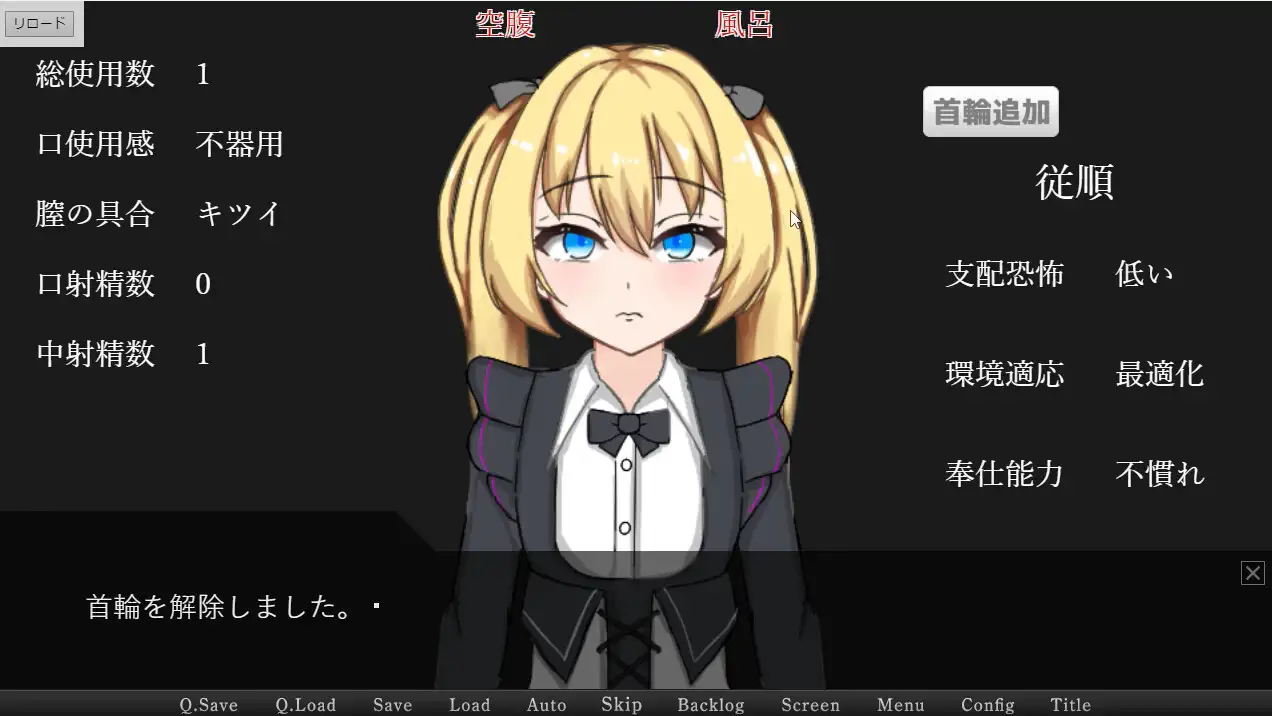 リロード
空腹 風呂
総使用数 1
口使用感 不器用
膣の具合 キツイ
口射精数 0
中射精数 1
首輪追加
従順
支配恐怖 低い
環境適応 最適化
奉仕能力 不慣れ
首輪を解除しました。
Q.Save Q.Load Save Load Auto Skip Backlog Screen Menu Config Title